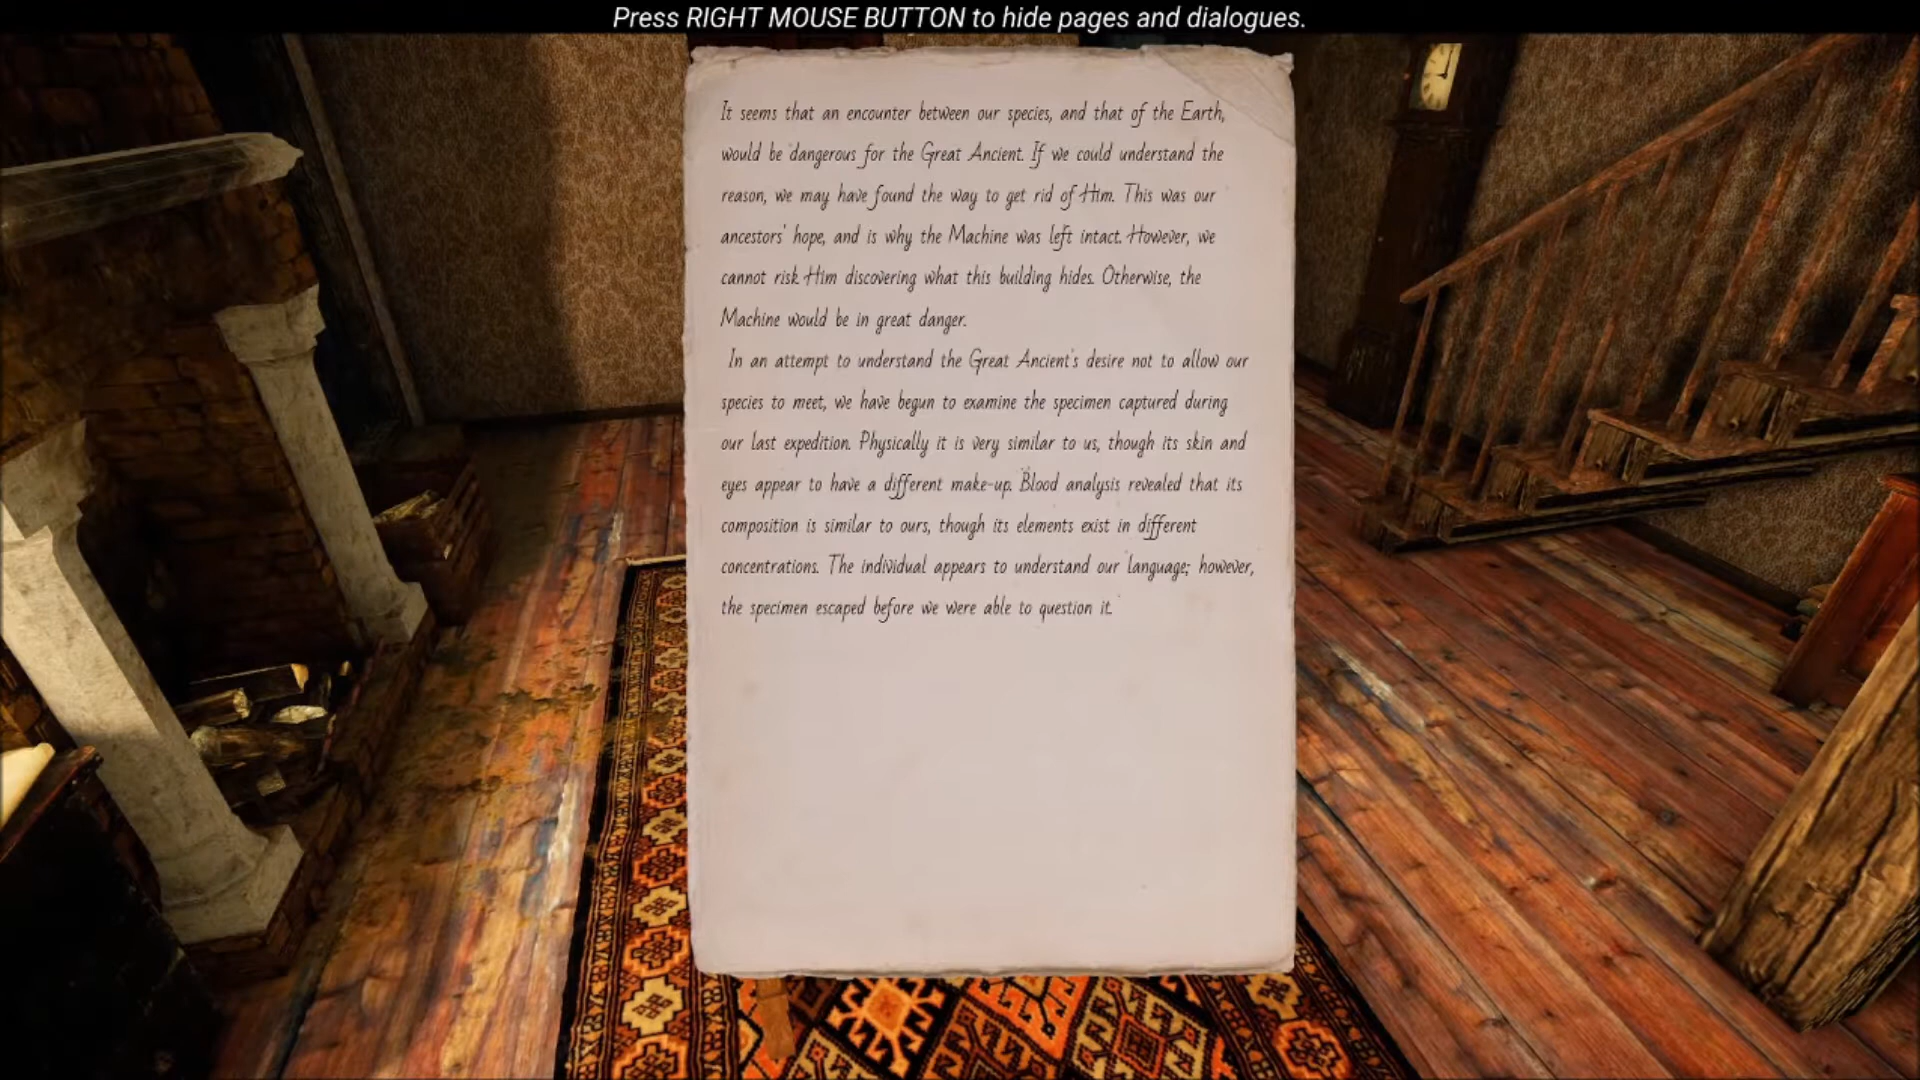 Press RIGHT MOUSE BUTTON to hide pages and dialogues.
It seems that an encounter between our species, and that of the Earth,
would be dangerous for the Great Ancient. If we could understand the
reason, we may have found the way to get rid of Him. This was our
ancestors' hope, and is why the Machine was left intact. However, we
cannot risk Him discovering what this building hides. Otherwise, the
Machine would be in great danger.
In an attempt to understand the Great Ancient's desire not to allow our
species to meet, we have begun to examine the specimen captured during
our last expedition. Physically it is very similar to us, though its skin and
eyes appear to have a different make-up. Blood analysis revealed that its
composition is similar to ours, though its elements exist in different
concentrations. The individual appears to understand our language; however,
the specimen escaped before we were able to question it.